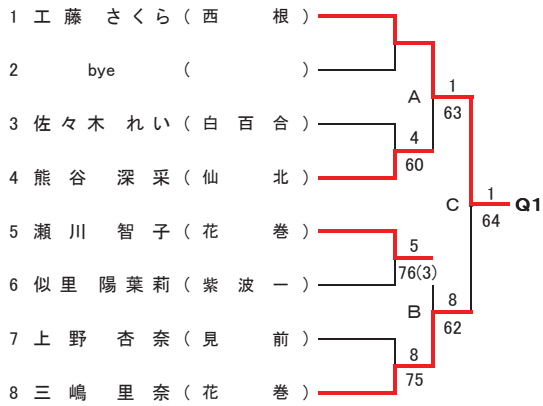 1 工藤 さくら ( 西 根 )
2 bye ( )
3 佐々木 れい ( 白百合 )
4 熊谷 深采 ( 仙 北 )
5 瀬川 智子 ( 花 巻 )
6 似里 陽葉莉 ( 紫波一 )
7 上野 杏奈 ( 見 前 )
8 三嶋 里奈 ( 花 巻 )
A
4
60
1
63
5
76(3)
B
8
75
8
62
C
1
64
Q1